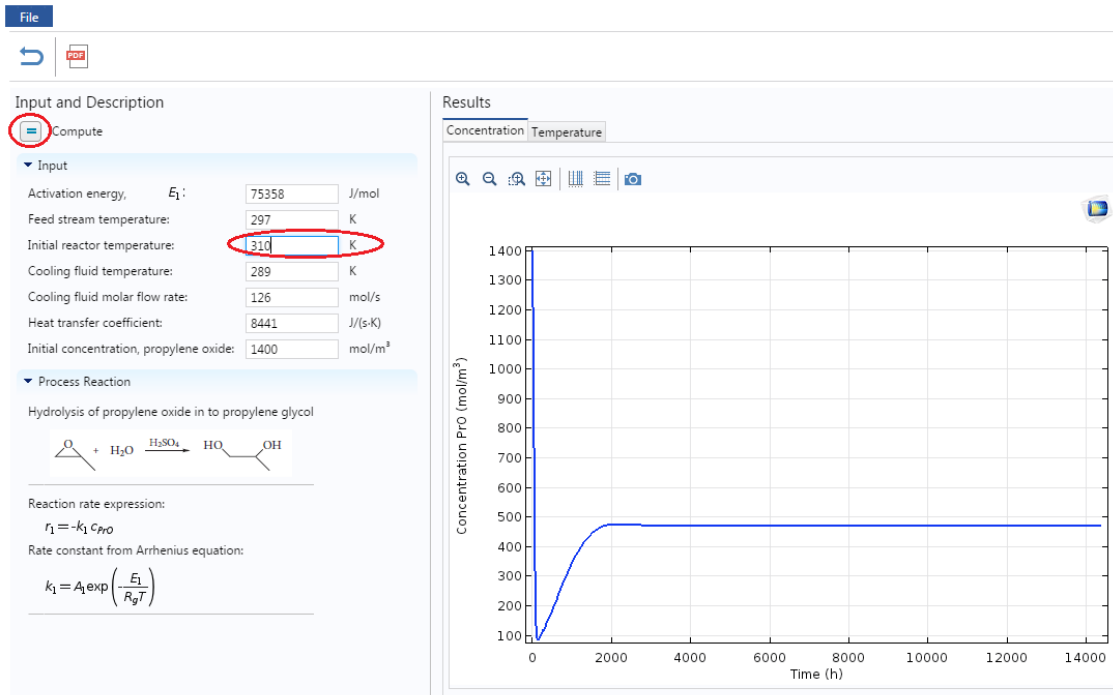 File
PDF
Input and Description
= Compute
Input
Activation energy, E₁: 75358 J/mol
Feed stream temperature: 297 K
Initial reactor temperature: 310 K
Cooling fluid temperature: 289 K
Cooling fluid molar flow rate: 126 mol/s
Heat transfer coefficient: 8441 J/(s·K)
Initial concentration, propylene oxide: 1400 mol/m³
Process Reaction
Hydrolysis of propylene oxide in to propylene glycol
O + H₂O H₂SO₄ HO OH
Reaction rate expression:
r₁=-k₁ c_PrO
Rate constant from Arrhenius equation:
k₁=A₁exp(-E₁/(R_gT))
Results
Concentration Temperature
1400
1300
1200
1100
1000
900
800
700
600
500
400
300
200
100
Concentration PrO (mol/m³)
0 2000 4000 6000 8000 10000 12000 14000
Time (h)